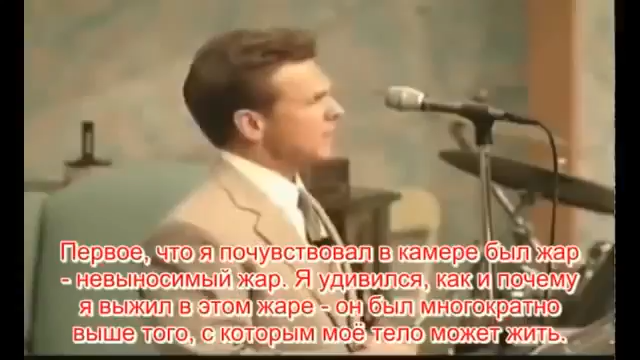 Первое, что я почувствовал в камере был жар
- невыносимый жар. Я удивился, как и почему
я выжил в этом жаре - он был многократно
выше того, с которым моё тело может жить.